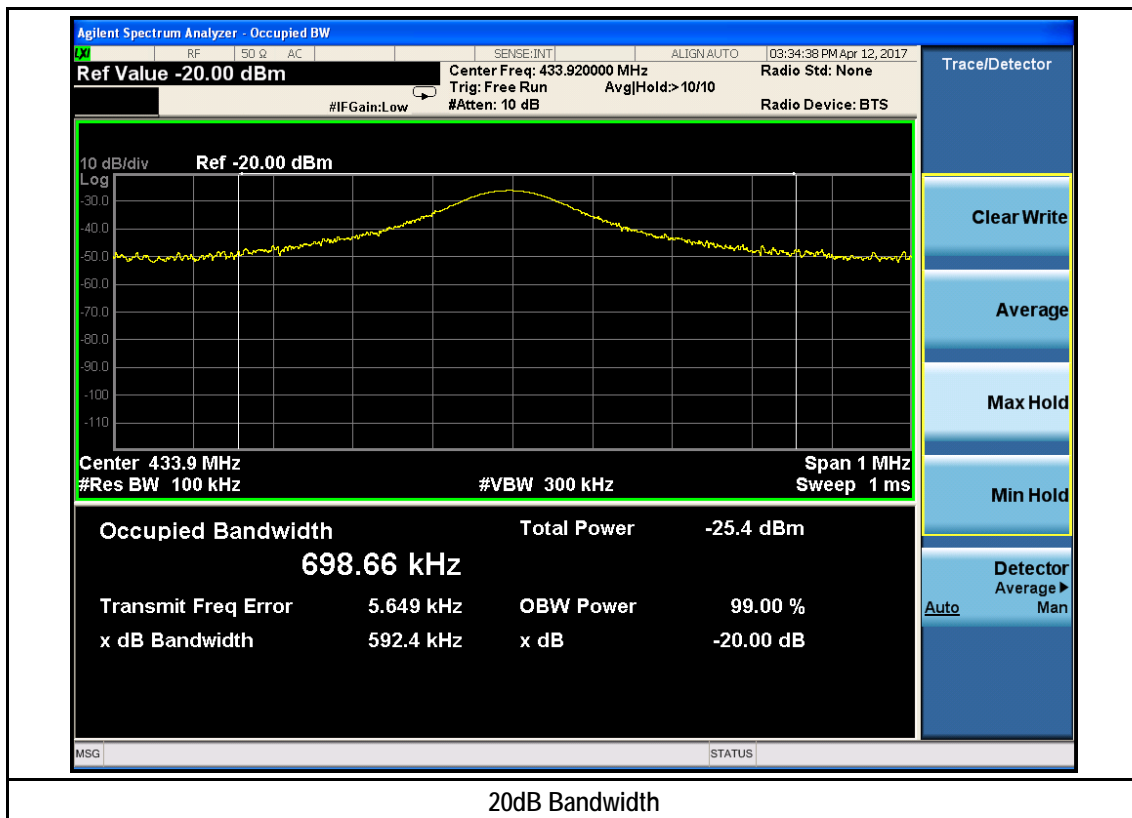 Agilent Spectrum Analyzer - Occupied BW
LXI RF 50 Ω AC SENSE:INT ALIGN AUTO 03:34:38 PM Apr 12, 2017
Ref Value -20.00 dBm
Center Freq: 433.920000 MHz
Radio Std: None
Trig: Free Run Avg|Hold:> 10/10
#IFGain:Low #Atten: 10 dB
Radio Device: BTS
Trace/Detector
10 dB/div Ref -20.00 dBm
Log
-30.0
-40.0
-50.0
-60.0
-70.0
-80.0
-90.0
-100
-110
Center 433.9 MHz
Span 1 MHz
#Res BW 100 kHz
#VBW 300 kHz
Sweep 1 ms
Clear Write
Average
Max Hold
Min Hold
Detector
Average▶
Auto Man
Occupied Bandwidth
698.66 kHz
Total Power -25.4 dBm
Transmit Freq Error 5.649 kHz
OBW Power 99.00 %
x dB Bandwidth 592.4 kHz
x dB -20.00 dB
MSG STATUS
20dB Bandwidth